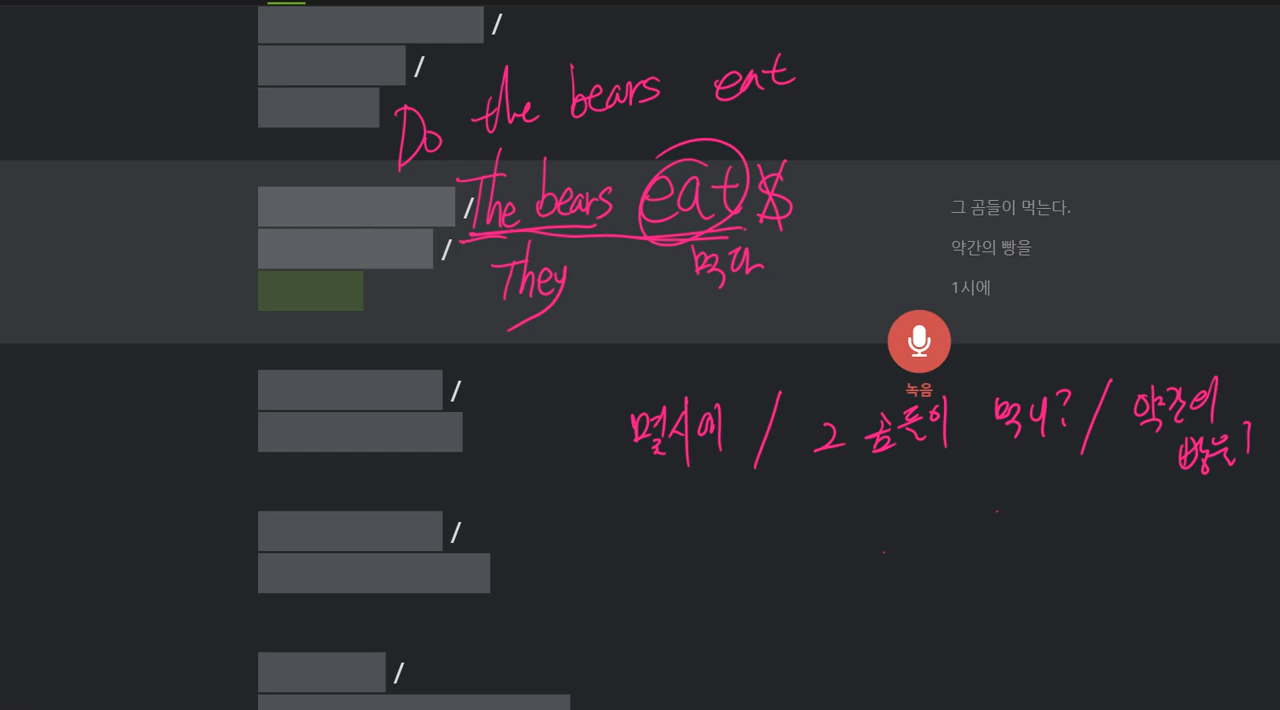 /
/
Do the bears eat
/ The bears eats
/
They 먹다
그 곰들이 먹는다.
약간의 빵을
1시에
녹음
/
몇시에 / 그 곰들이 먹니? / 약간의
빵을?
/
/